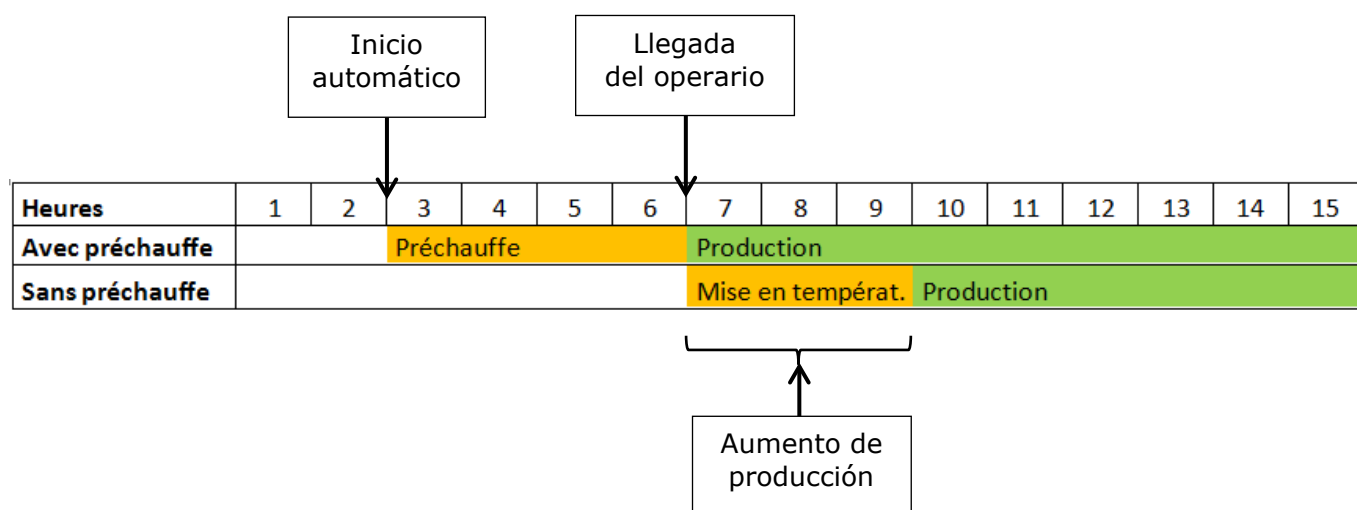 Inicio
automático
Llegada
del operario
Heures 1 2 3 4 5 6 7 8 9 10 11 12 13 14 15
Avec préchauffe Préchauffe Production
Sans préchauffe Mise en températ. Production
Aumento de
producción